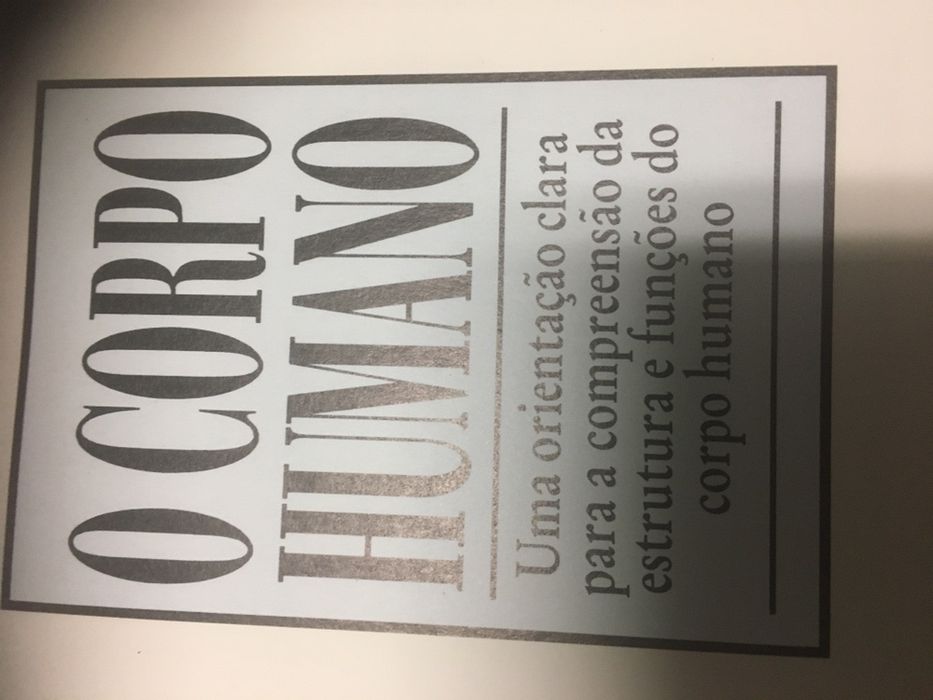 O CORPO
HUMANO
Uma orientação clara
para a compreensão da
estrutura e funções do
corpo humano